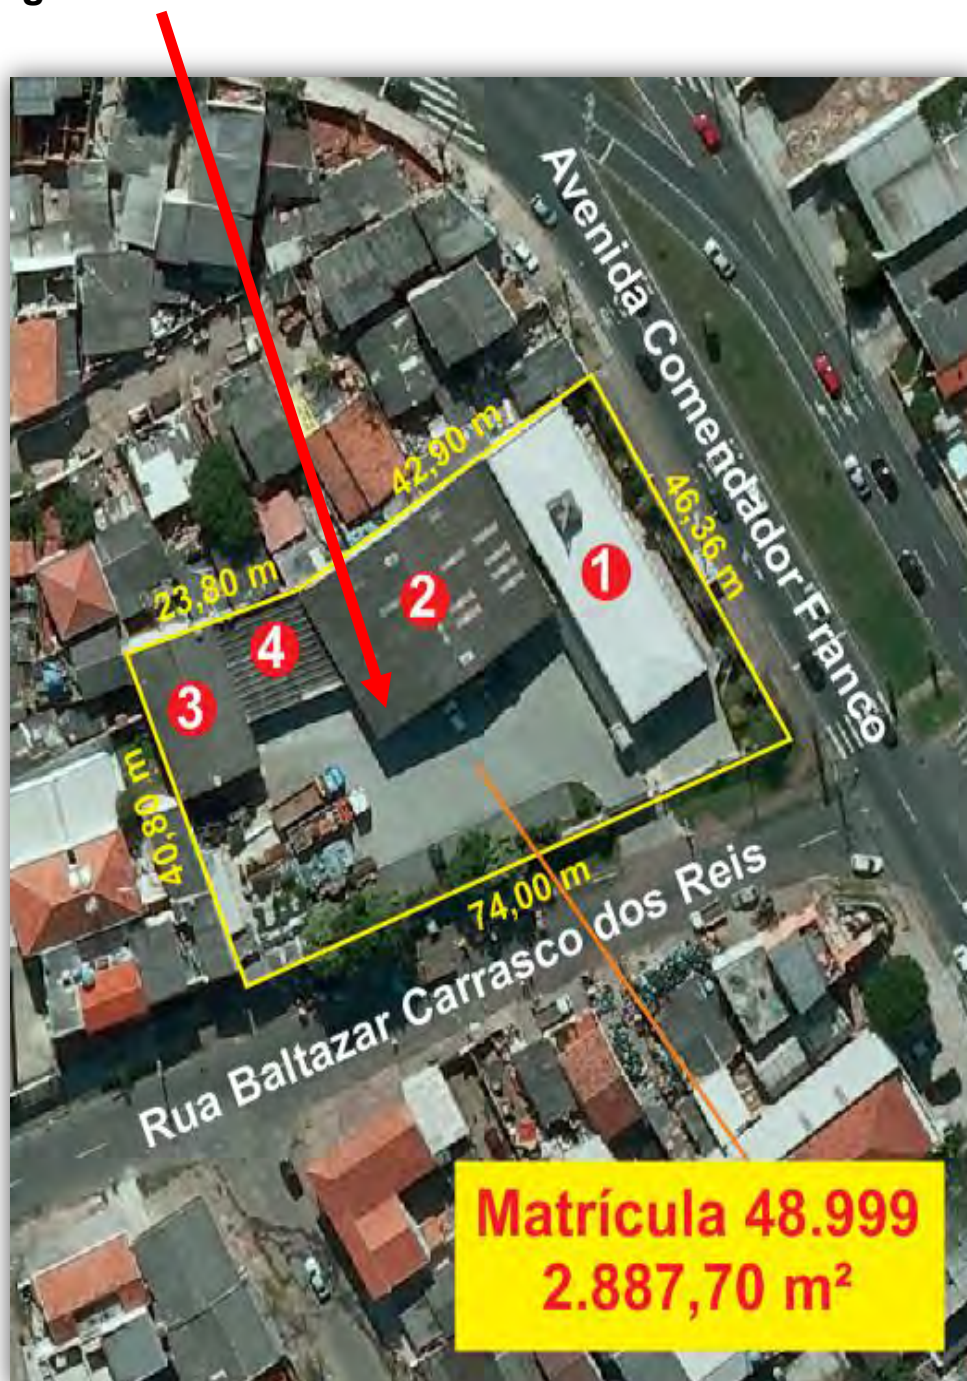 g
Avenida Comendador Franco
42,90 m
46,36 m
23,80 m
1
2
4
3
40,80 m
74,00 m
Rua Baltazar Carrasco dos Reis
Matrícula 48.999
2.887,70 m²